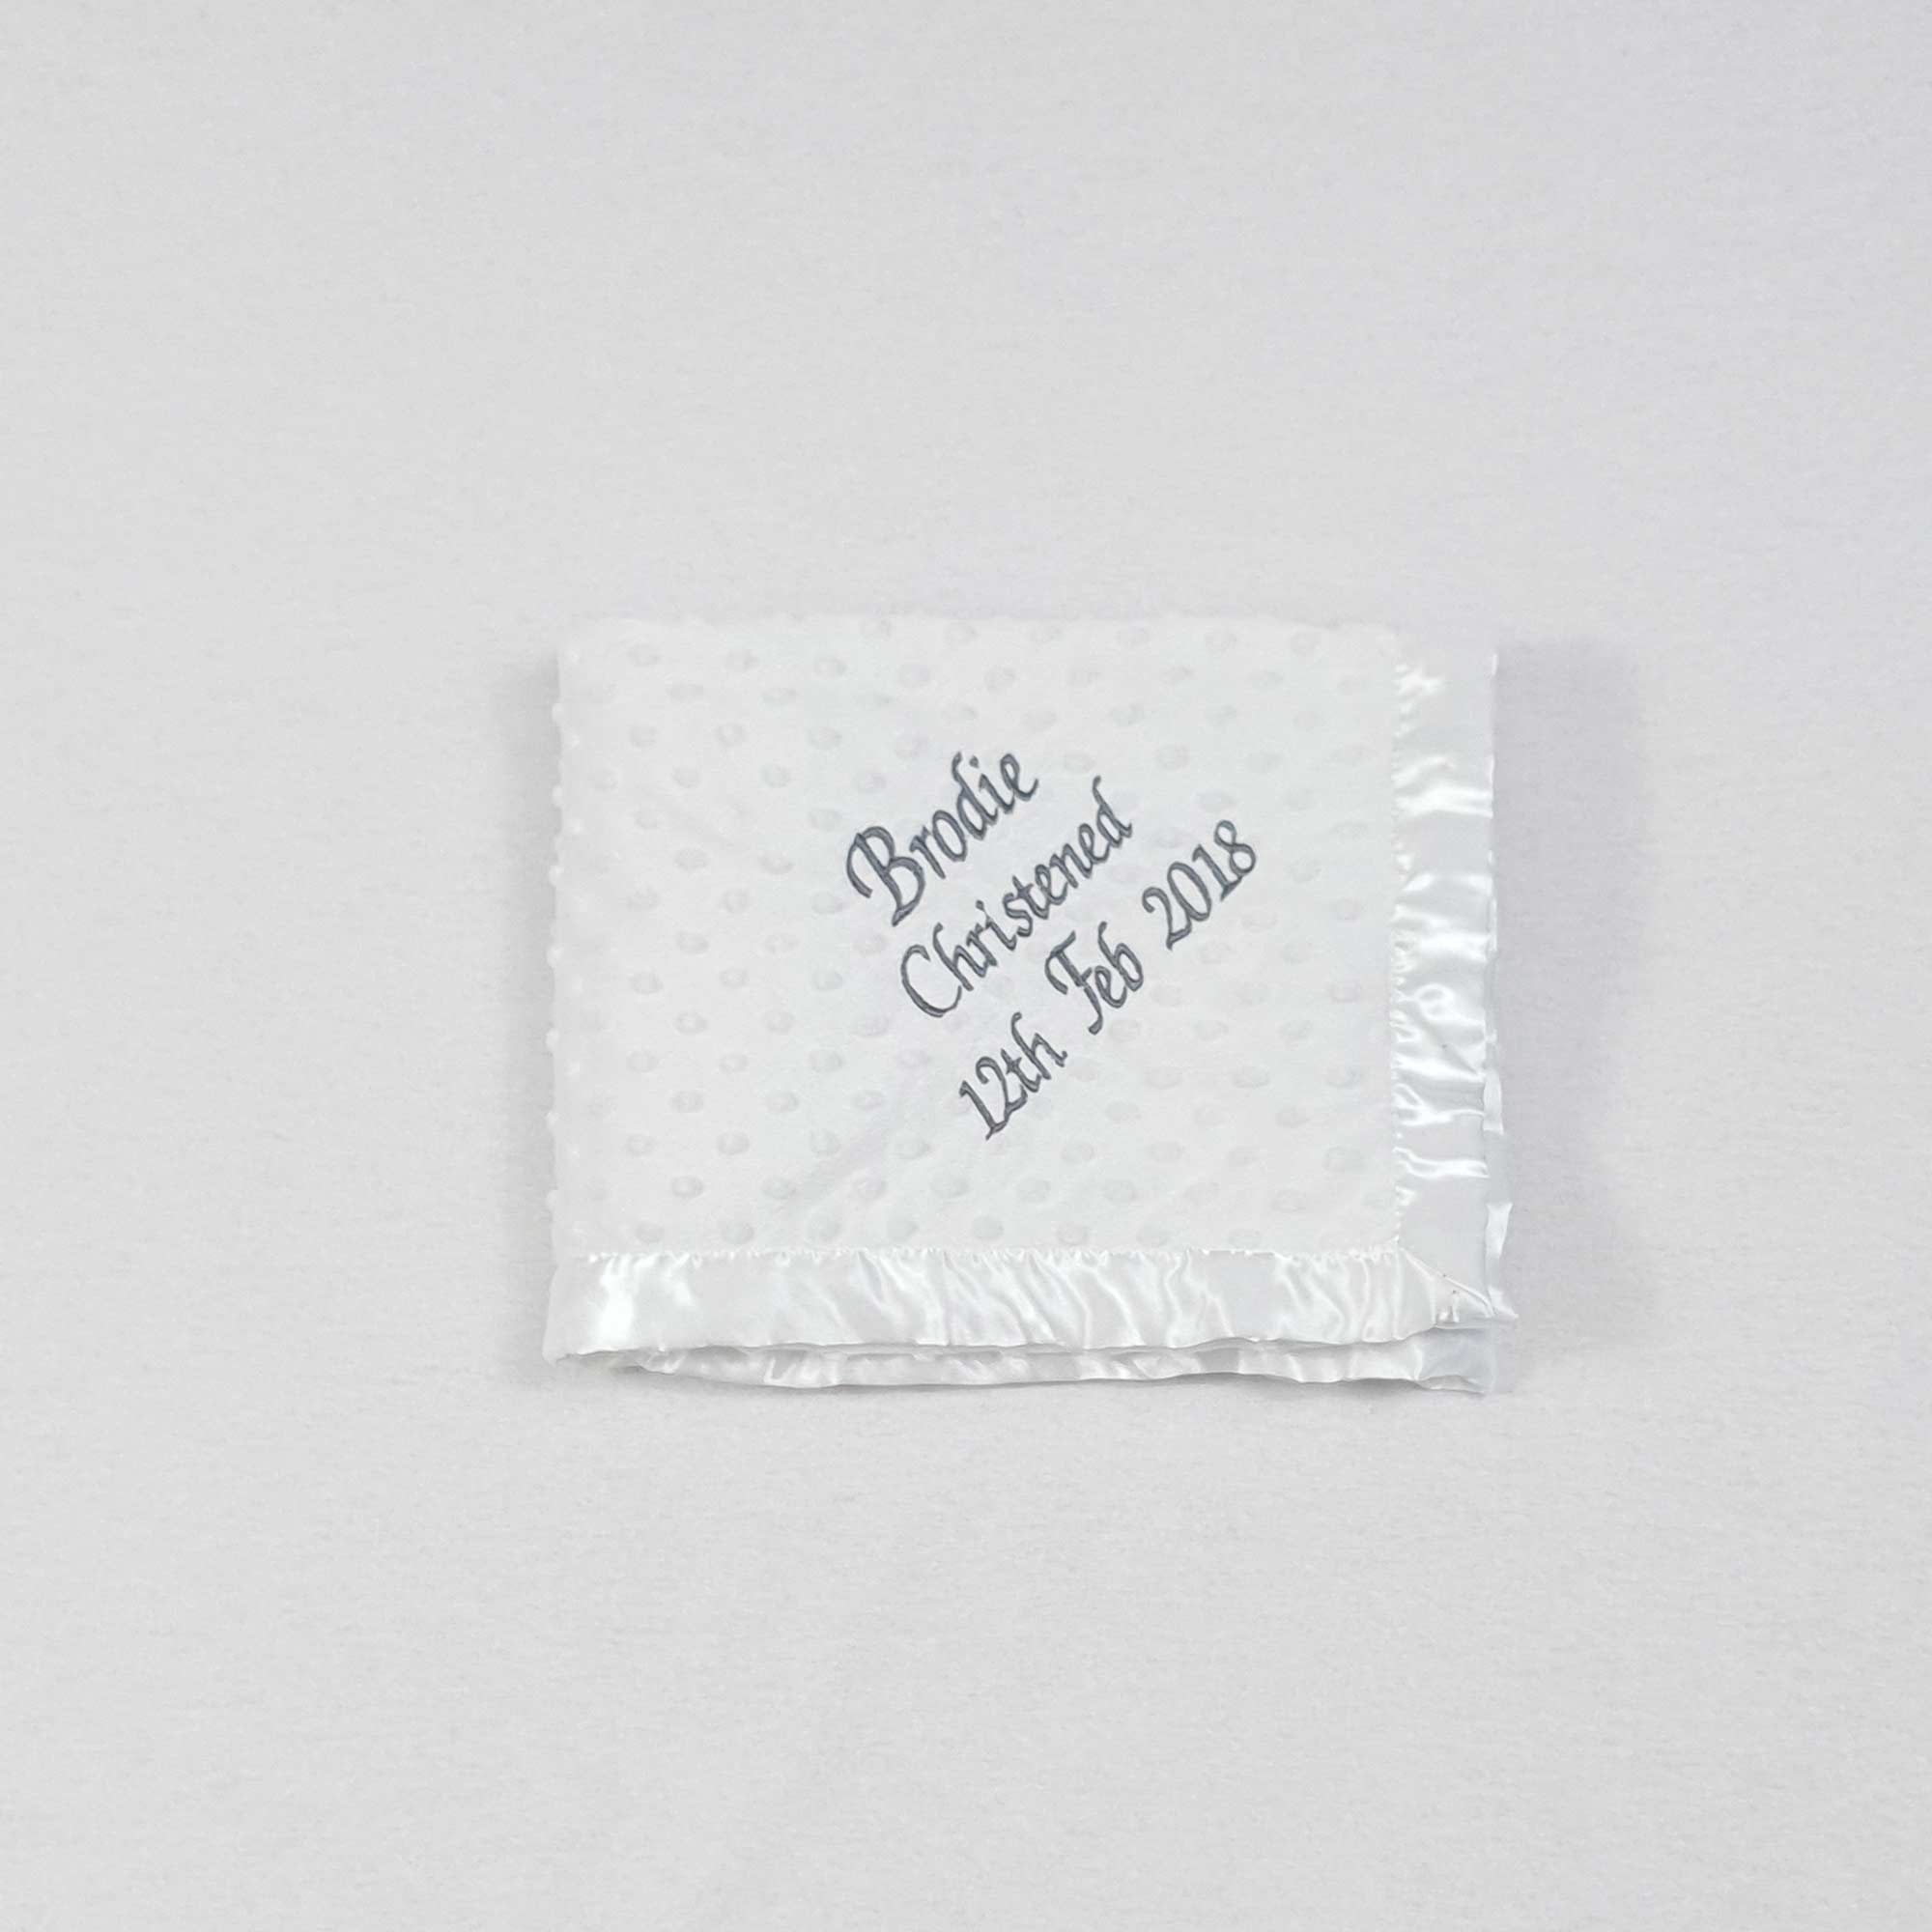 Brodie
Christened
12th Feb 2018